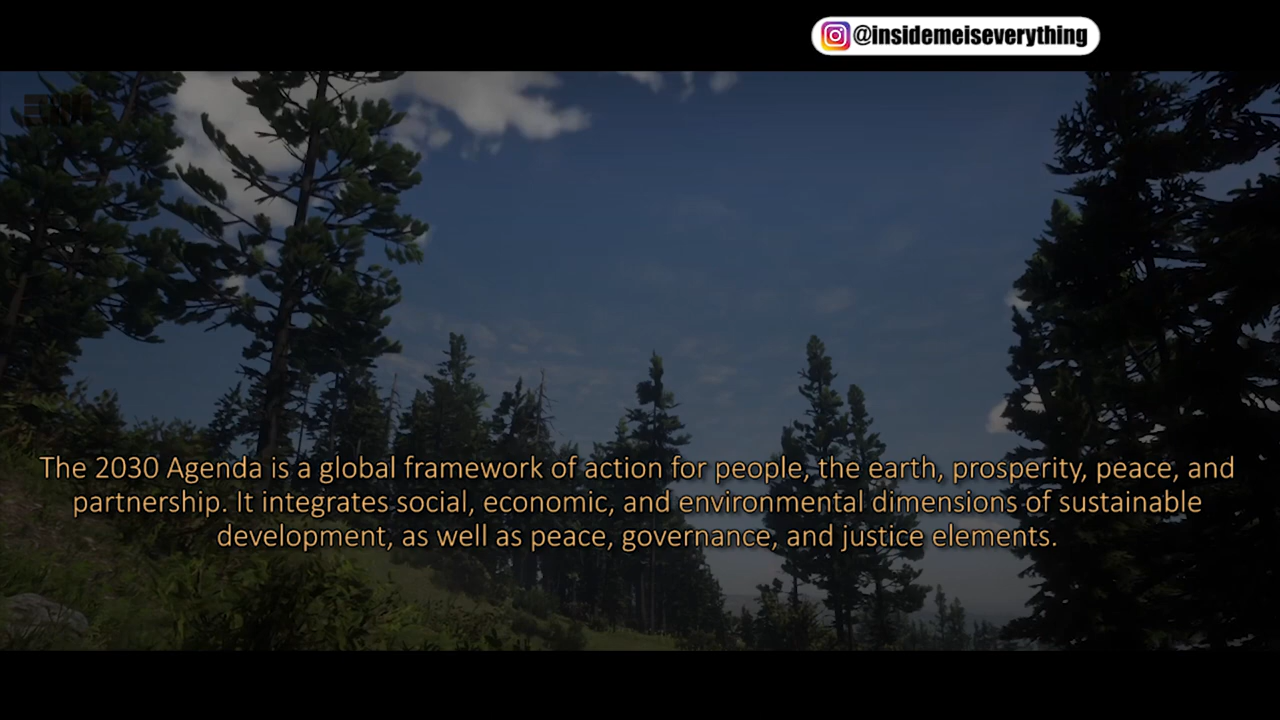 @insidemeiseverything
The 2030 Agenda is a global framework of action for people, the earth, prosperity, peace, and
partnership. It integrates social, economic, and environmental dimensions of sustainable
development, as well as peace, governance, and justice elements.